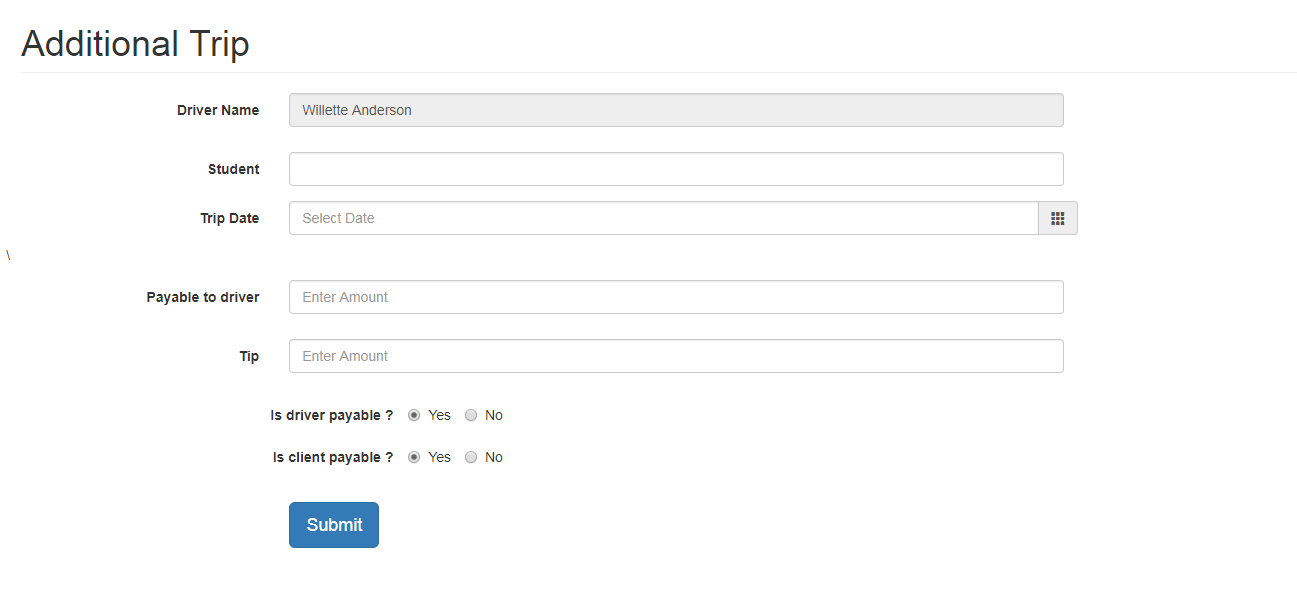 Additional Trip
Driver Name Willette Anderson
Student
Trip Date Select Date
\
Payable to driver Enter Amount
Tip Enter Amount
Is driver payable ? Yes No
Is client payable ? Yes No
Submit